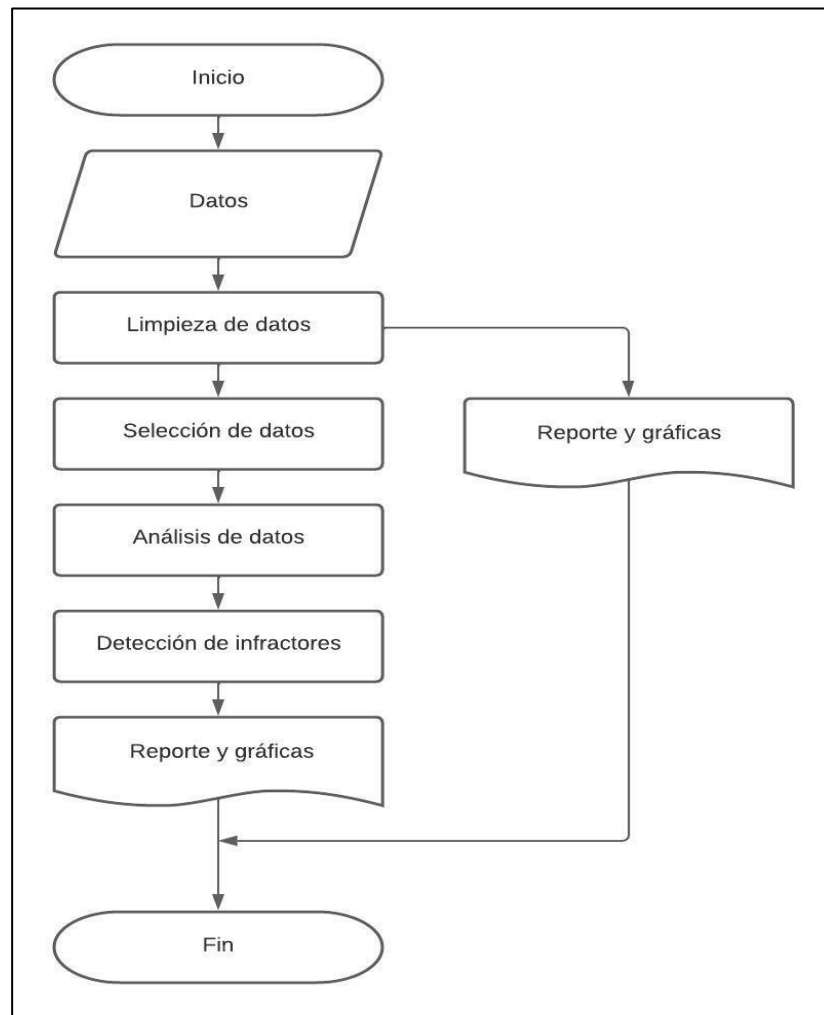 Inicio
Datos
Limpieza de datos
Selección de datos
Reporte y gráficas
Análisis de datos
Detección de infractores
Reporte y gráficas
Fin